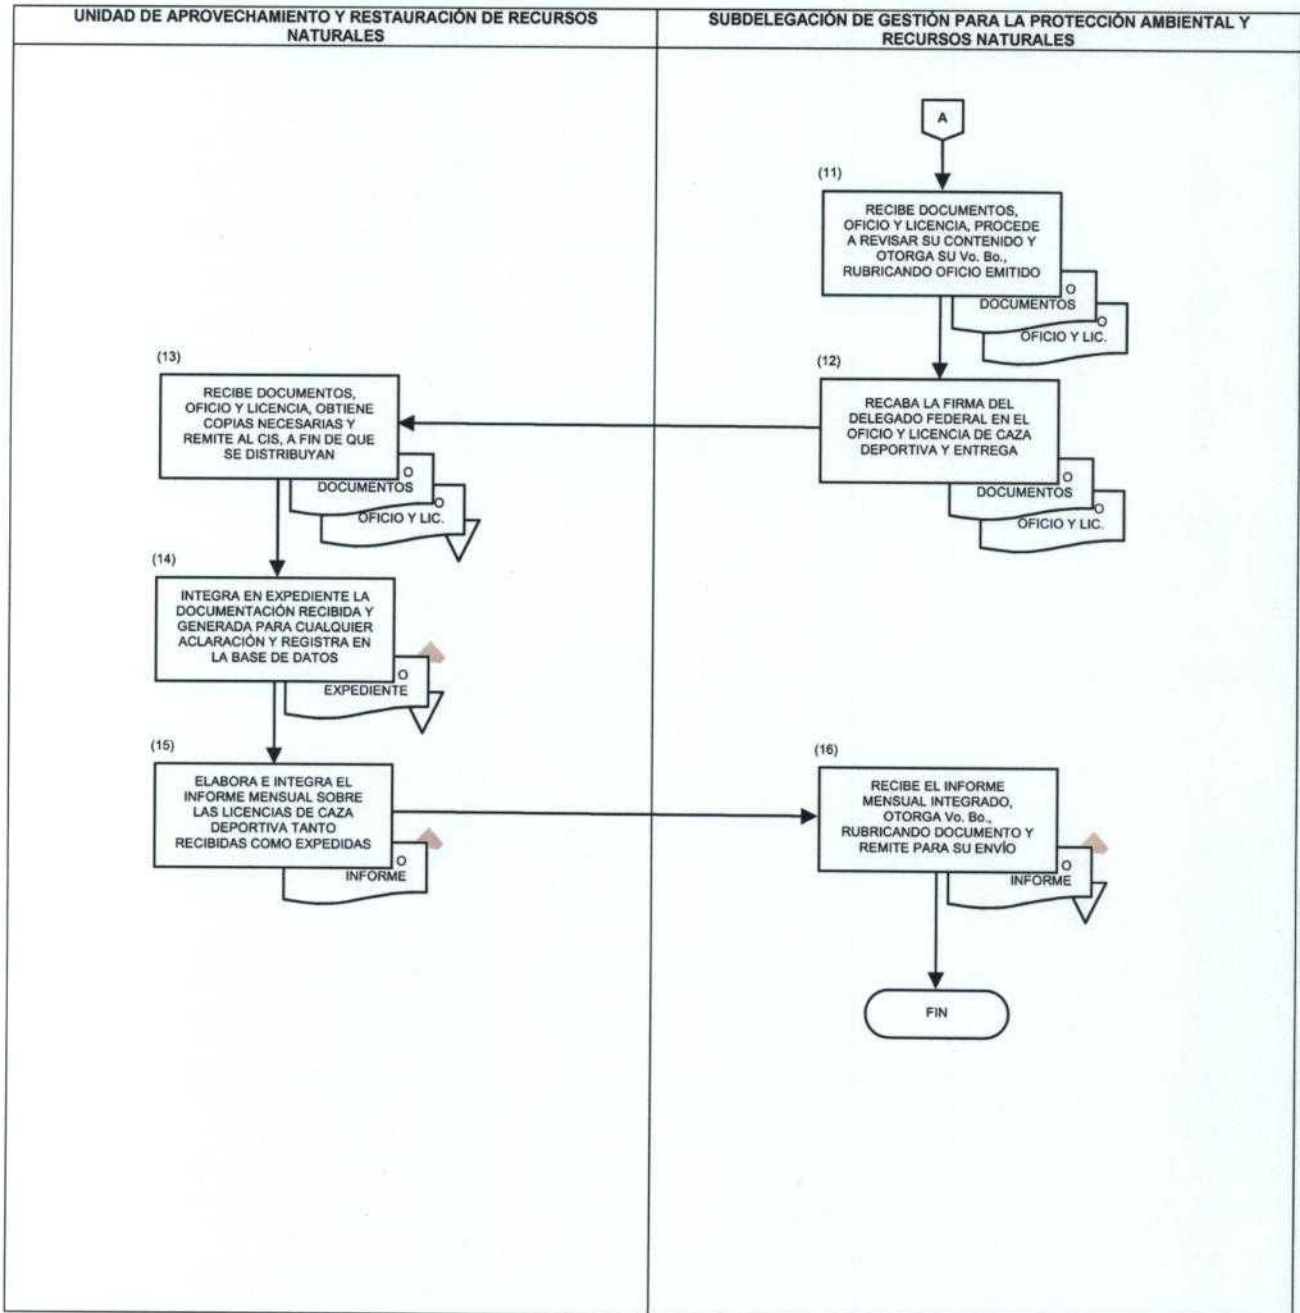 UNIDAD DE APROVECHAMIENTO Y RESTAURACIÓN DE RECURSOS
NATURALES
SUBDELEGACIÓN DE GESTIÓN PARA LA PROTECCIÓN AMBIENTAL Y
RECURSOS NATURALES
A
(11)
RECIBE DOCUMENTOS,
OFICIO Y LICENCIA, PROCEDE
A REVISAR SU CONTENIDO Y
OTORGA SU Vo. Bo.,
RUBRICANDO OFICIO EMITIDO
O
DOCUMENTOS
O
OFICIO Y LIC.
(12)
RECABA LA FIRMA DEL
DELEGADO FEDERAL EN EL
OFICIO Y LICENCIA DE CAZA
DEPORTIVA Y ENTREGA
O
DOCUMENTOS
O
OFICIO Y LIC.
(13)
RECIBE DOCUMENTOS,
OFICIO Y LICENCIA, OBTIENE
COPIAS NECESARIAS Y
REMITE AL CIS, A FIN DE QUE
SE DISTRIBUYAN
O
DOCUMENTOS
O
OFICIO Y LIC.
(14)
INTEGRA EN EXPEDIENTE LA
DOCUMENTACIÓN RECIBIDA Y
GENERADA PARA CUALQUIER
ACLARACIÓN Y REGISTRA EN
LA BASE DE DATOS
O
EXPEDIENTE
(15)
ELABORA E INTEGRA EL
INFORME MENSUAL SOBRE
LAS LICENCIAS DE CAZA
DEPORTIVA TANTO
RECIBIDAS COMO EXPEDIDAS
O
INFORME
(16)
RECIBE EL INFORME
MENSUAL INTEGRADO,
OTORGA Vo. Bo.,
RUBRICANDO DOCUMENTO Y
REMITE PARA SU ENVÍO
O
INFORME
FIN